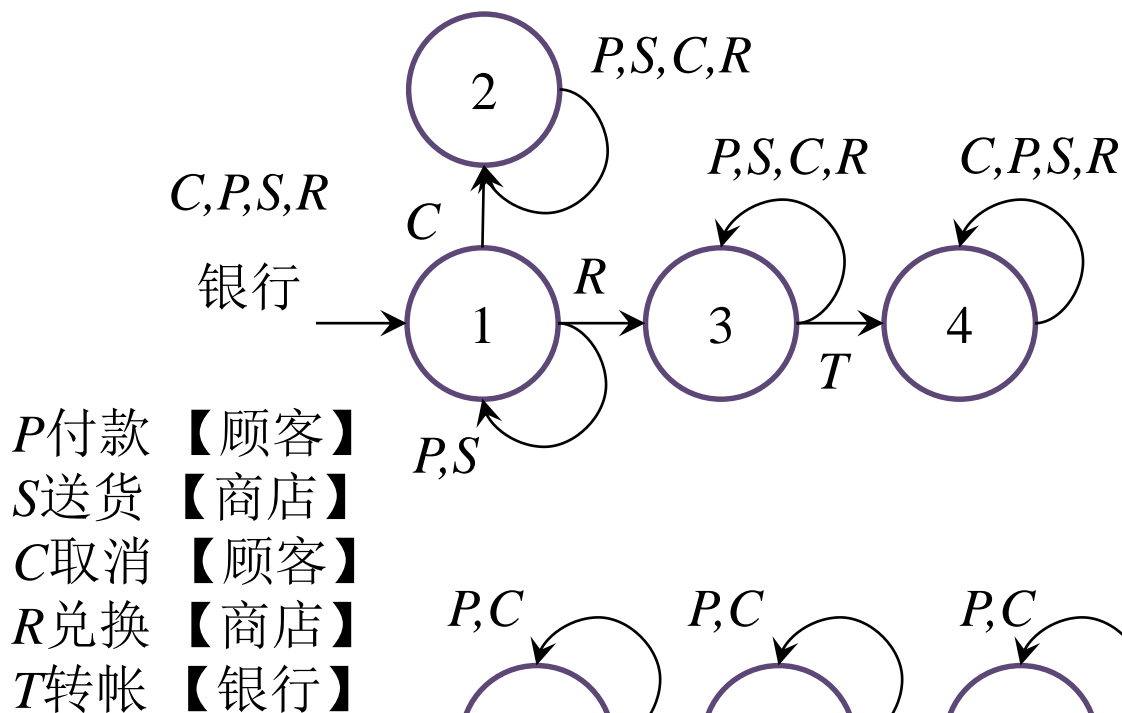 P,S,C,R
2
P,S,C,R
C,P,S,R
C,P,S,R
C
R
银行
1
3
4
T
P,S
P付款【顾客】
S送货【商店】
C取消【顾客】
R兑换【商店】
T转帐【银行】
P,C
P,C
P,C